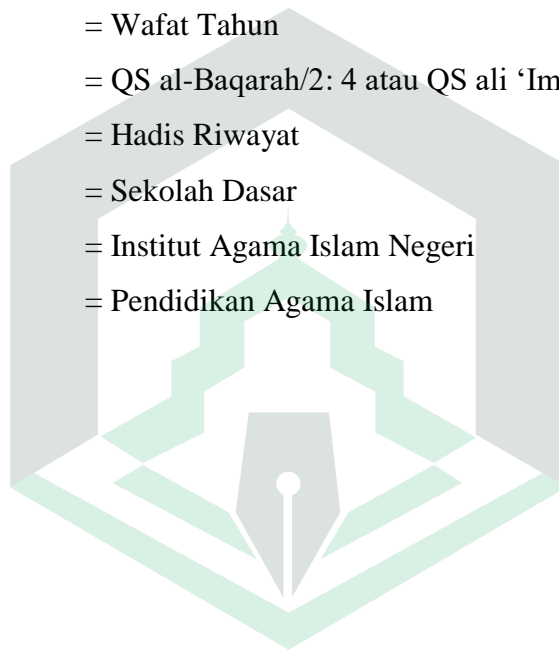 = Wafat Tahun
= QS al-Baqarah/2: 4 atau QS ali ‘Im
= Hadis Riwayat
= Sekolah Dasar
= Institut Agama Islam Negeri
= Pendidikan Agama Islam